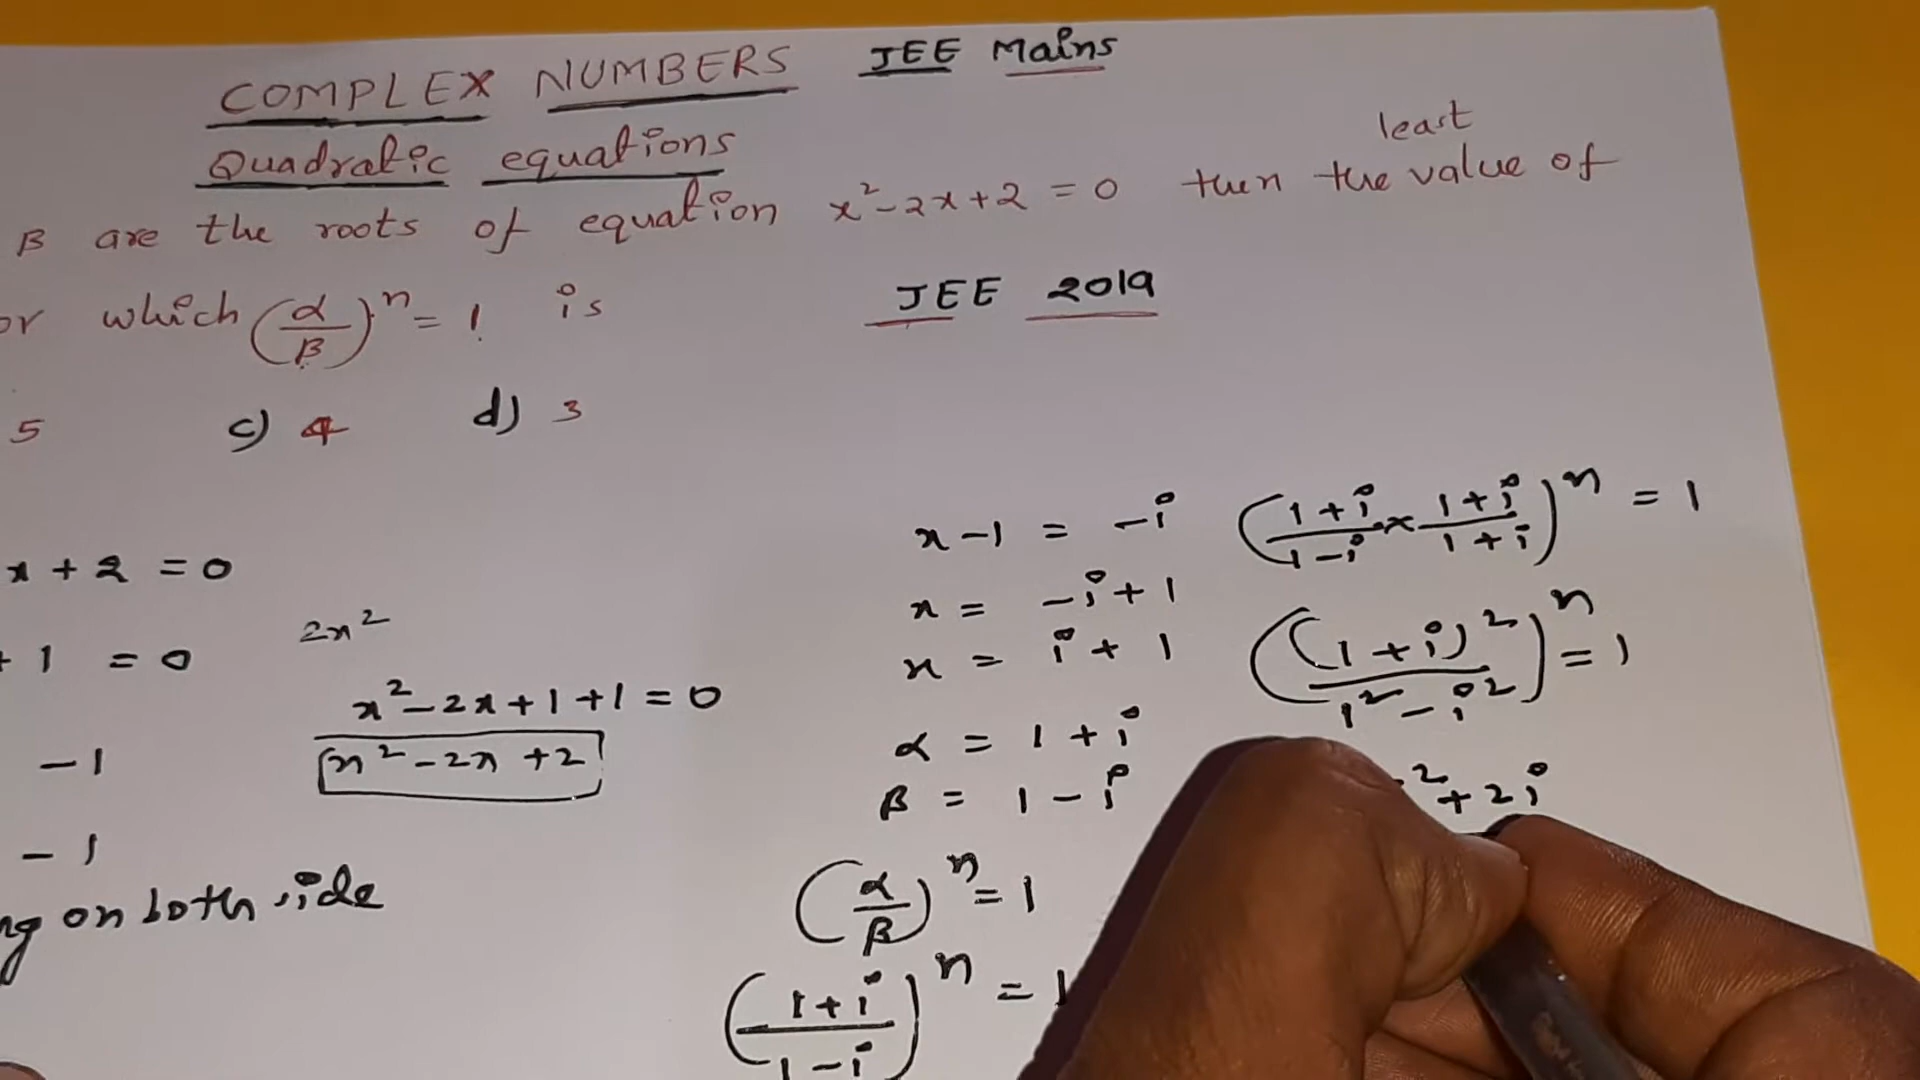 COMPLEX NUMBERS JEE Mains
Quadratic equations
least
β are the roots of equation x²-2x+2 = 0 then the value of
or which (α/β)ⁿ = 1 is
JEE 2019
5 c) 4 d) 3
x + 2 = 0
+ 1 = 0
2x²
x²-2x+1+1 = 0
x²-2x+2
-1
-1
ng on both side
x-1 = -i
x = -i+1
x = i+1
α = 1+i
β = 1-i
(α/β)ⁿ = 1
(1+i/1-i)ⁿ = 1
(1+i/1-i × 1+i/1+i)ⁿ = 1
((1+i)²/1²-i²)ⁿ = 1
² + 2i